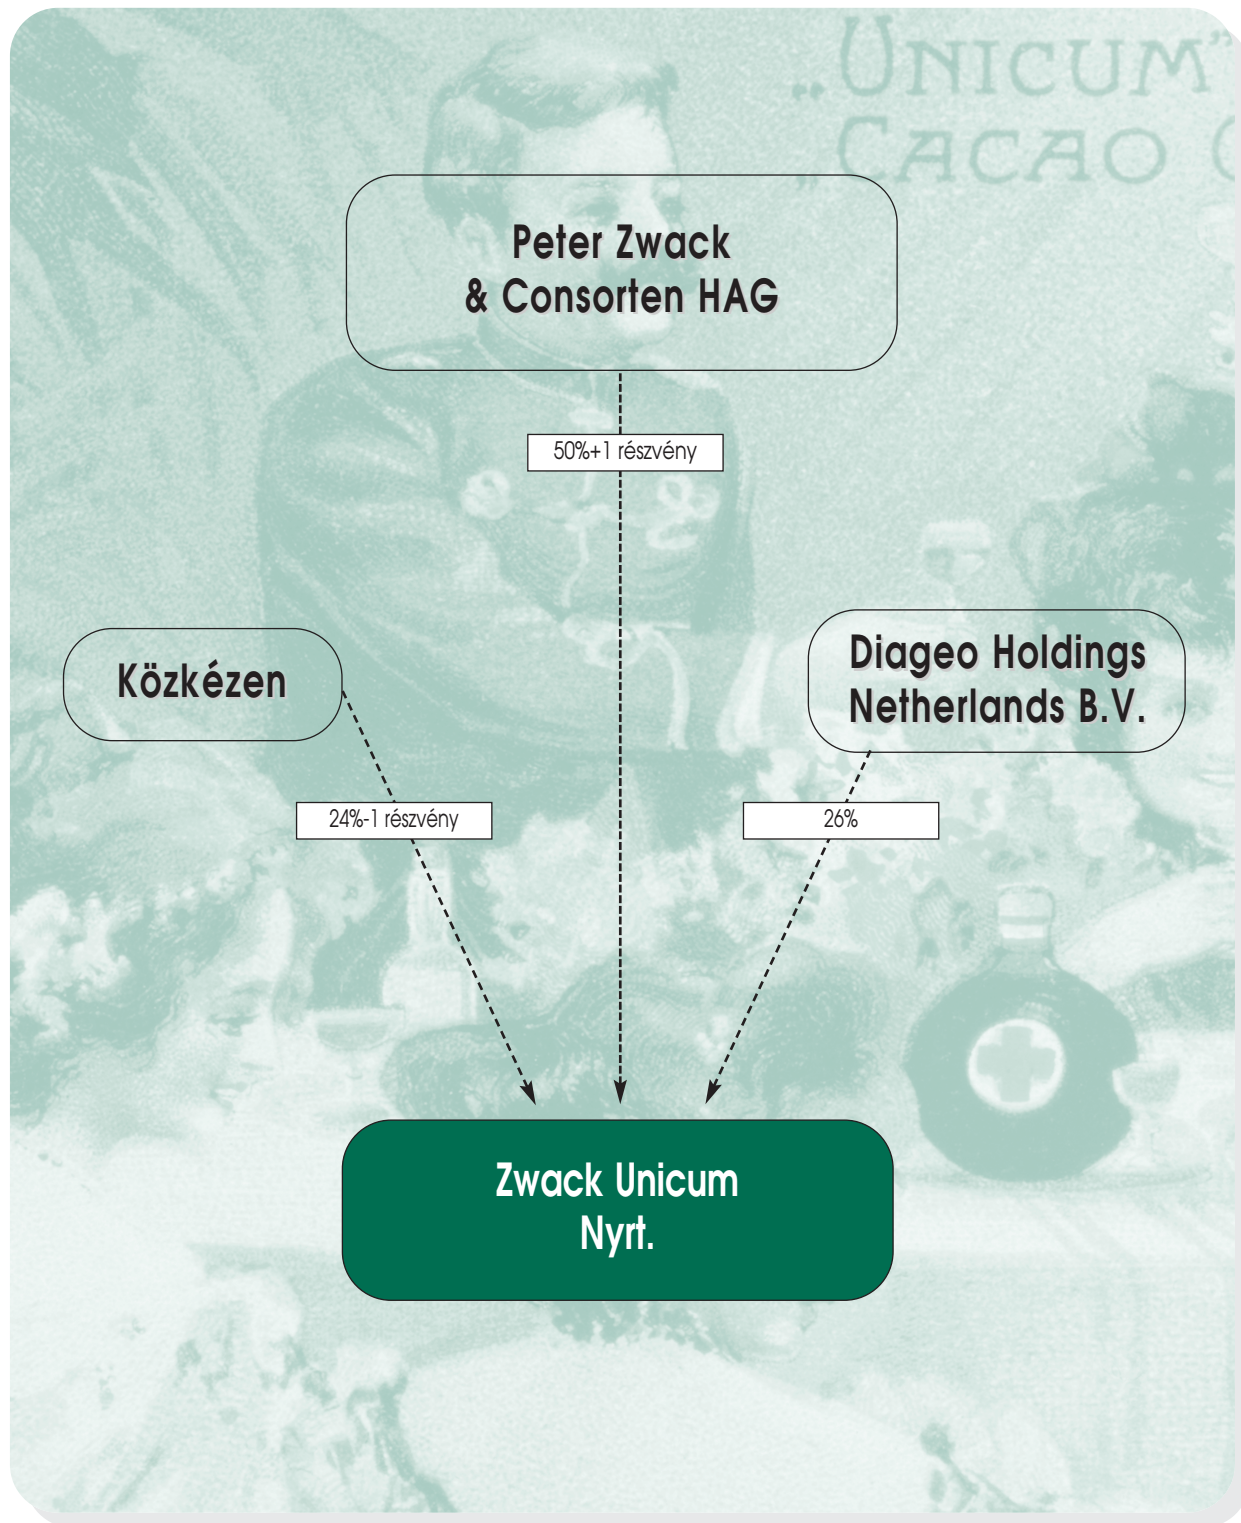 „UNICUM”
„CACAO
Peter Zwack
& Consorten HAG
50%+1 részvény
Közkézen
Diageo Holdings
Netherlands B.V.
24%-1 részvény
26%
Zwack Unicum
Nyrt.